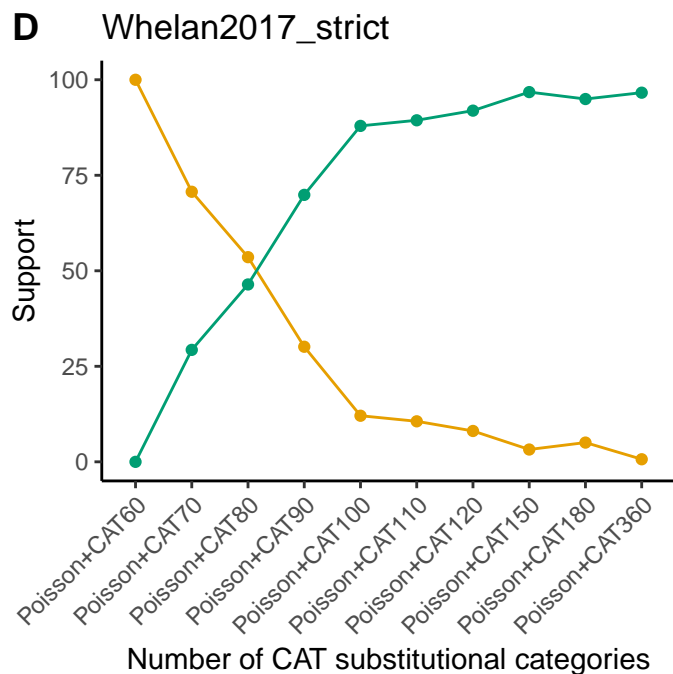 D Whelan2017_strict
100
75
50
25
0
Support
Poisson+CAT60
Poisson+CAT70
Poisson+CAT80
Poisson+CAT90
Poisson+CAT100
Poisson+CAT110
Poisson+CAT120
Poisson+CAT150
Poisson+CAT180
Poisson+CAT360
Number of CAT substitutional categories